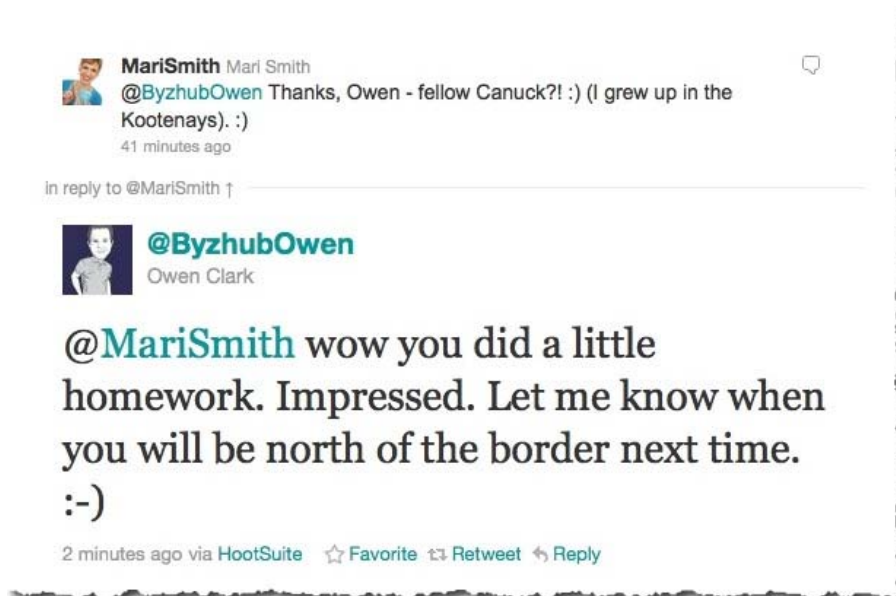 MariSmith Mari Smith
@ByzhubOwen Thanks, Owen - fellow Canuck?! :) (I grew up in the
Kootenays). :)
41 minutes ago
in reply to @MariSmith ↑
@ByzhubOwen
Owen Clark
@MariSmith wow you did a little
homework. Impressed. Let me know when
you will be north of the border next time.
:-)
2 minutes ago via HootSuite Favorite Retweet Reply